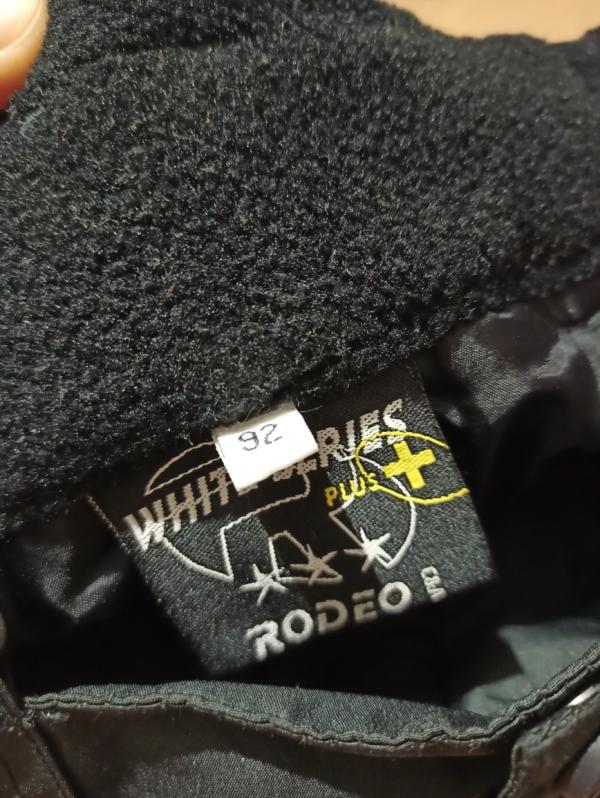 92
WHITE SERIES
PLUS +
RODEO
C&A